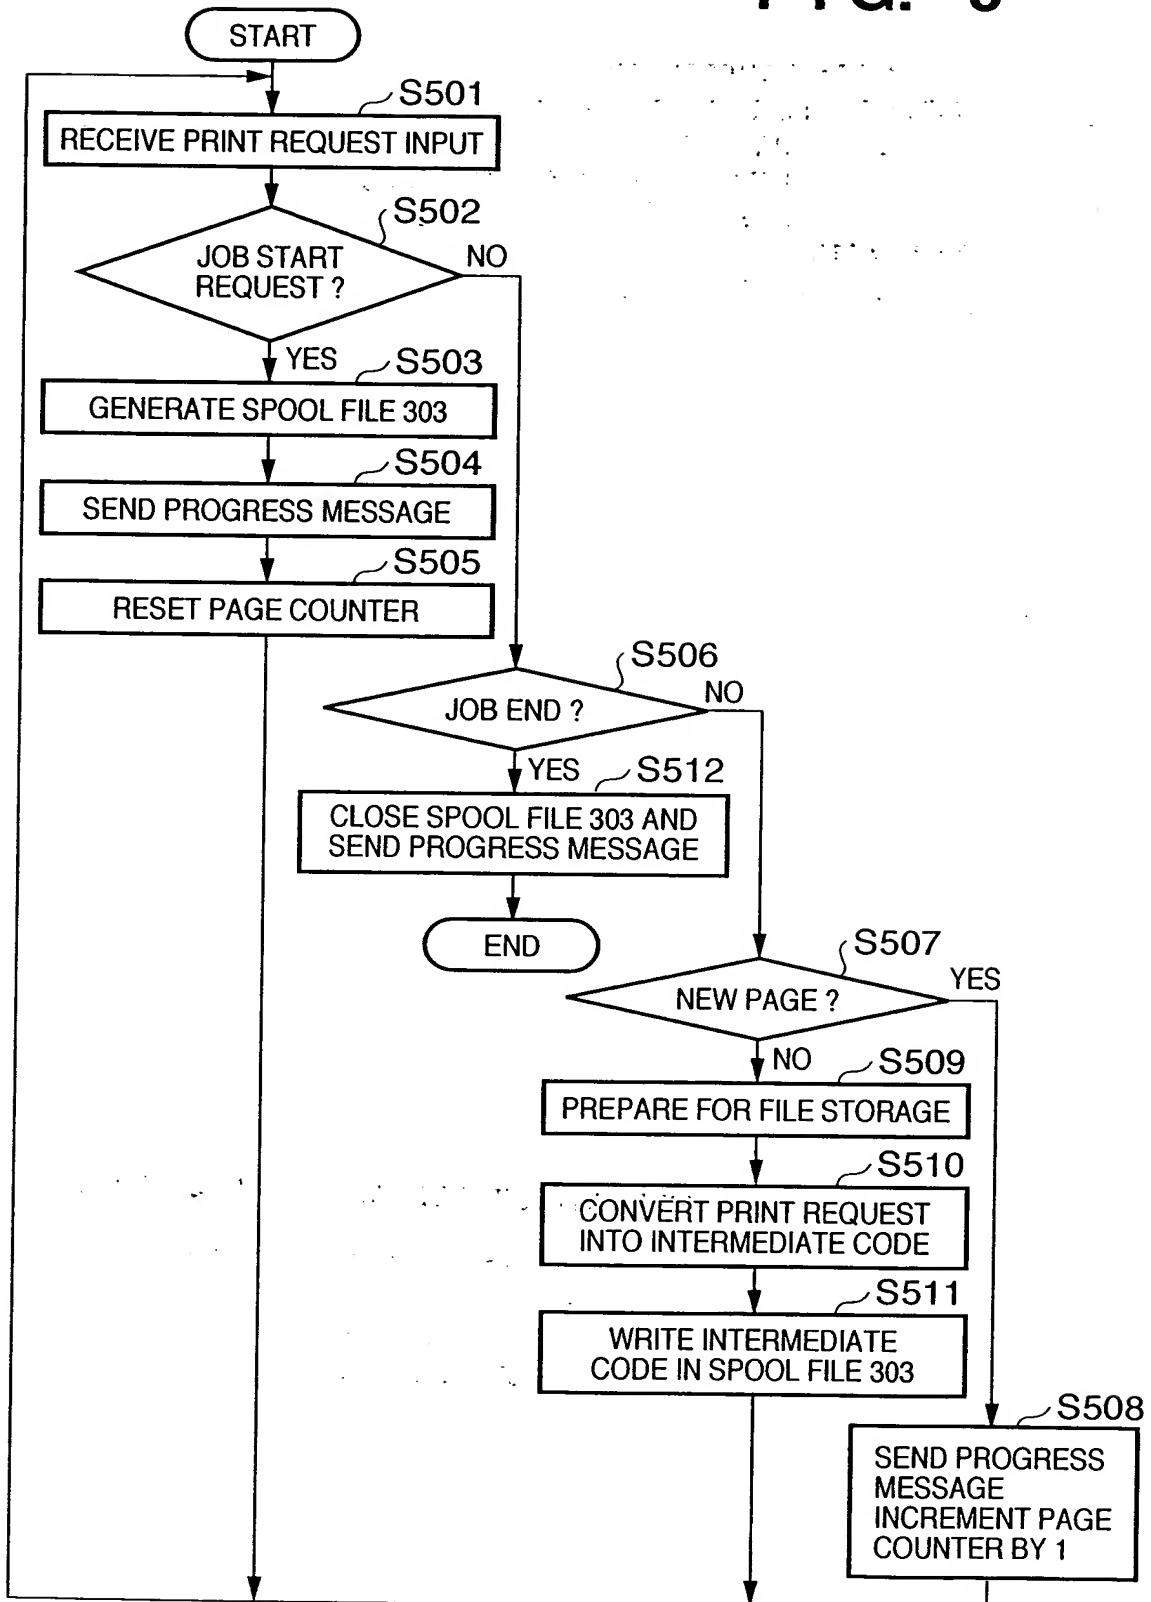 FIG.
START
S501
RECEIVE PRINT REQUEST INPUT
S502
JOB START
REQUEST ?
NO
YES
S503
GENERATE SPOOL FILE 303
S504
SEND PROGRESS MESSAGE
S505
RESET PAGE COUNTER
S506
JOB END ?
NO
YES
S512
CLOSE SPOOL FILE 303 AND
SEND PROGRESS MESSAGE
END
S507
NEW PAGE ?
YES
NO
S509
PREPARE FOR FILE STORAGE
S510
CONVERT PRINT REQUEST
INTO INTERMEDIATE CODE
S511
WRITE INTERMEDIATE
CODE IN SPOOL FILE 303
S508
SEND PROGRESS
MESSAGE
INCREMENT PAGE
COUNTER BY 1